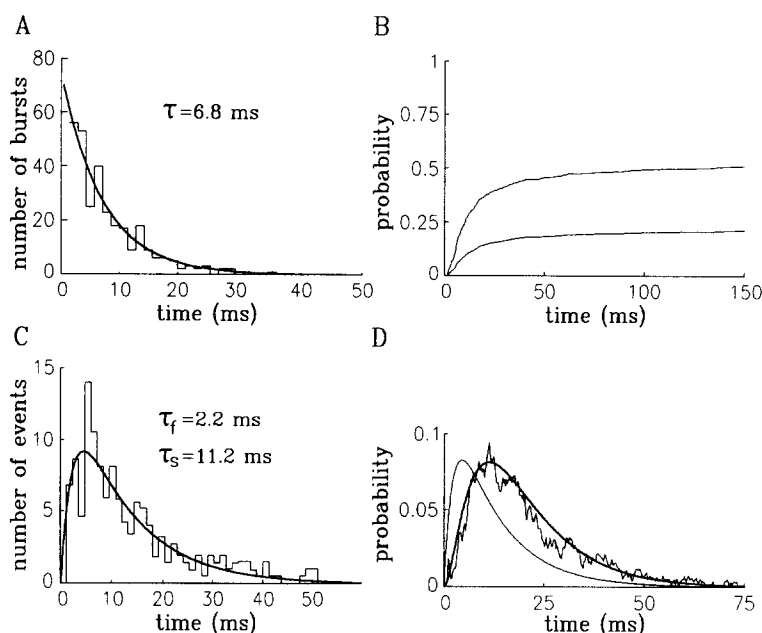 A
number of bursts
80
60
40
20
0
τ=6.8 ms
0 10 20 30 40 50
time (ms)
B
probability
1
0.75
0.5
0.25
0
0 50 100 150
time (ms)
C
number of events
15
10
5
0
τf=2.2 ms
τs=11.2 ms
0 10 20 30 40 50
time (ms)
D
probability
0.1
0.05
0
0 25 50 75
time (ms)